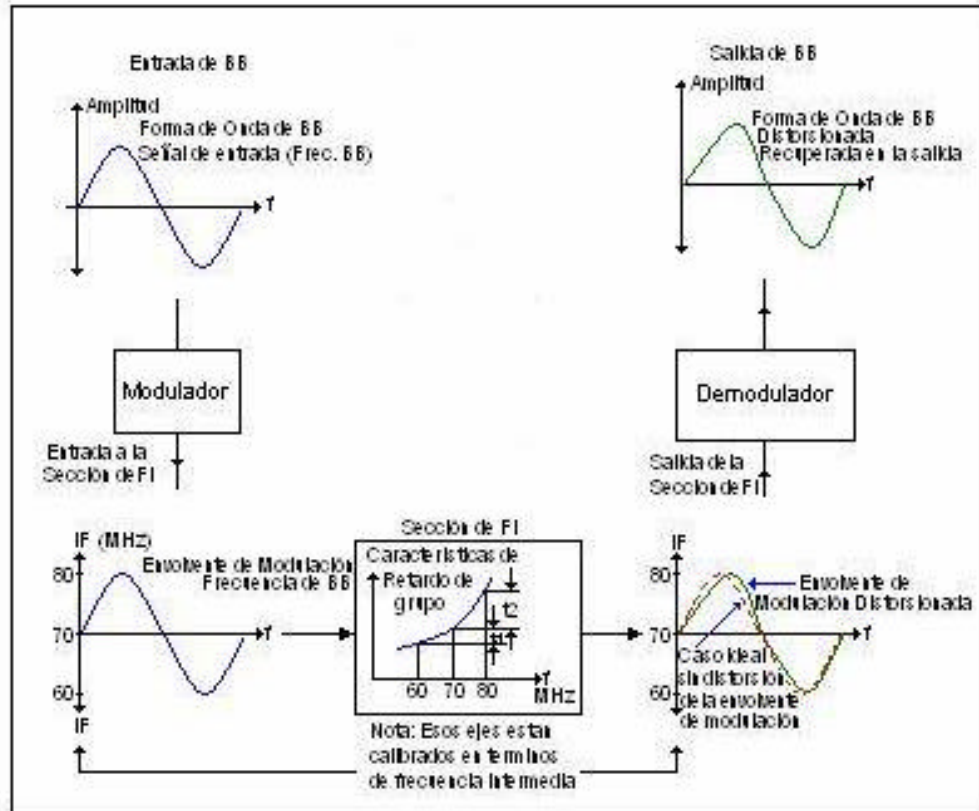 Entrada de BB
Amplitud
Forma de Onda de BB
Señal de entrada (Frec. BB)
Salida de BB
Amplitud
Forma de Onda de BB
Distorsionada
Recuperada en la salida
Modulador
Demodulador
Entrada a la
Sección de FI
Salida de la
Sección de FI
IF (MHz)
Envolvente de Modulación
Frecuencia de BB
80
70
60
IF
Sección de FI
Características de
Retardo de
grupo
t2
t1
60 70 80
MHz
Nota: Esos ejes estan
calibrados en terminos
de frecuencia intermedia
IF
80
70
60
Envolvente de
Modulación Distorsionada
Caso ideal
sin distorsión
de la envolvente
de modulación
IF